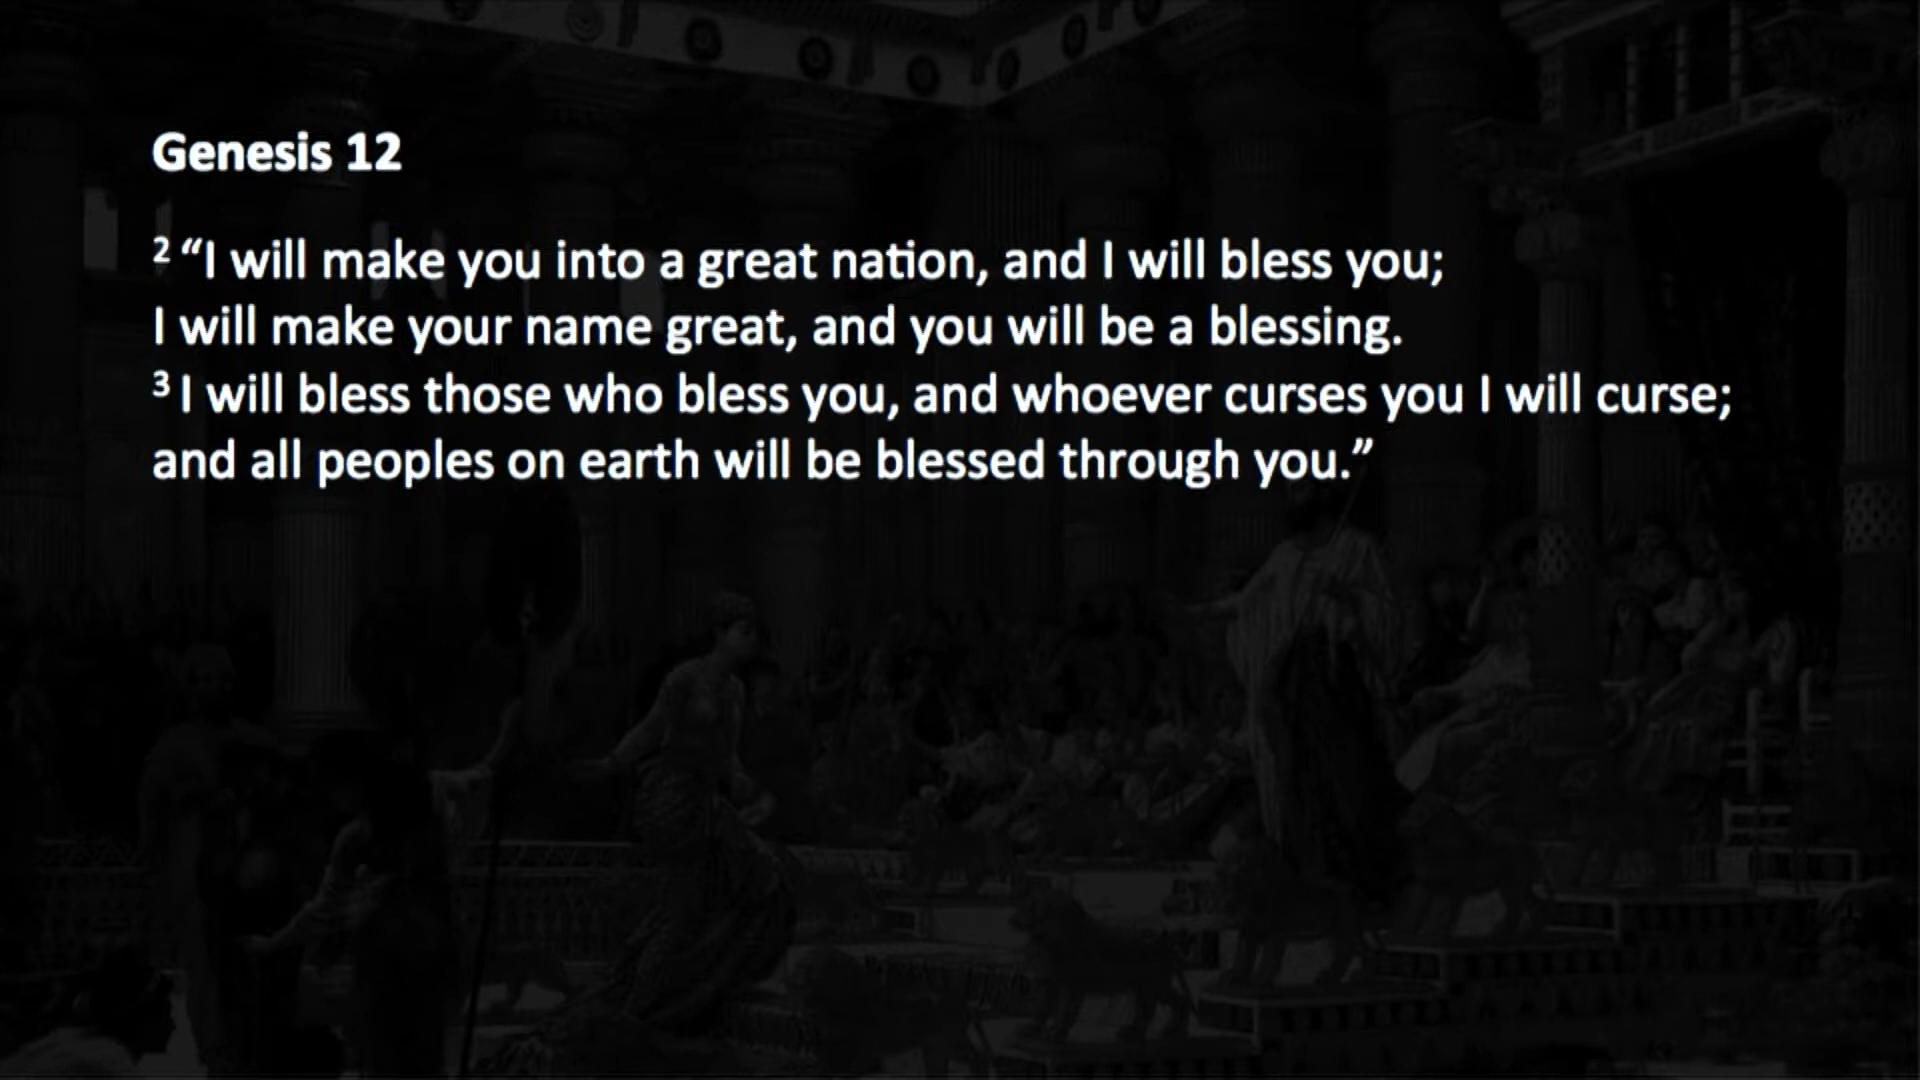 Genesis 12
2 “I will make you into a great nation, and I will bless you;
I will make your name great, and you will be a blessing.
3 I will bless those who bless you, and whoever curses you I will curse;
and all peoples on earth will be blessed through you.”